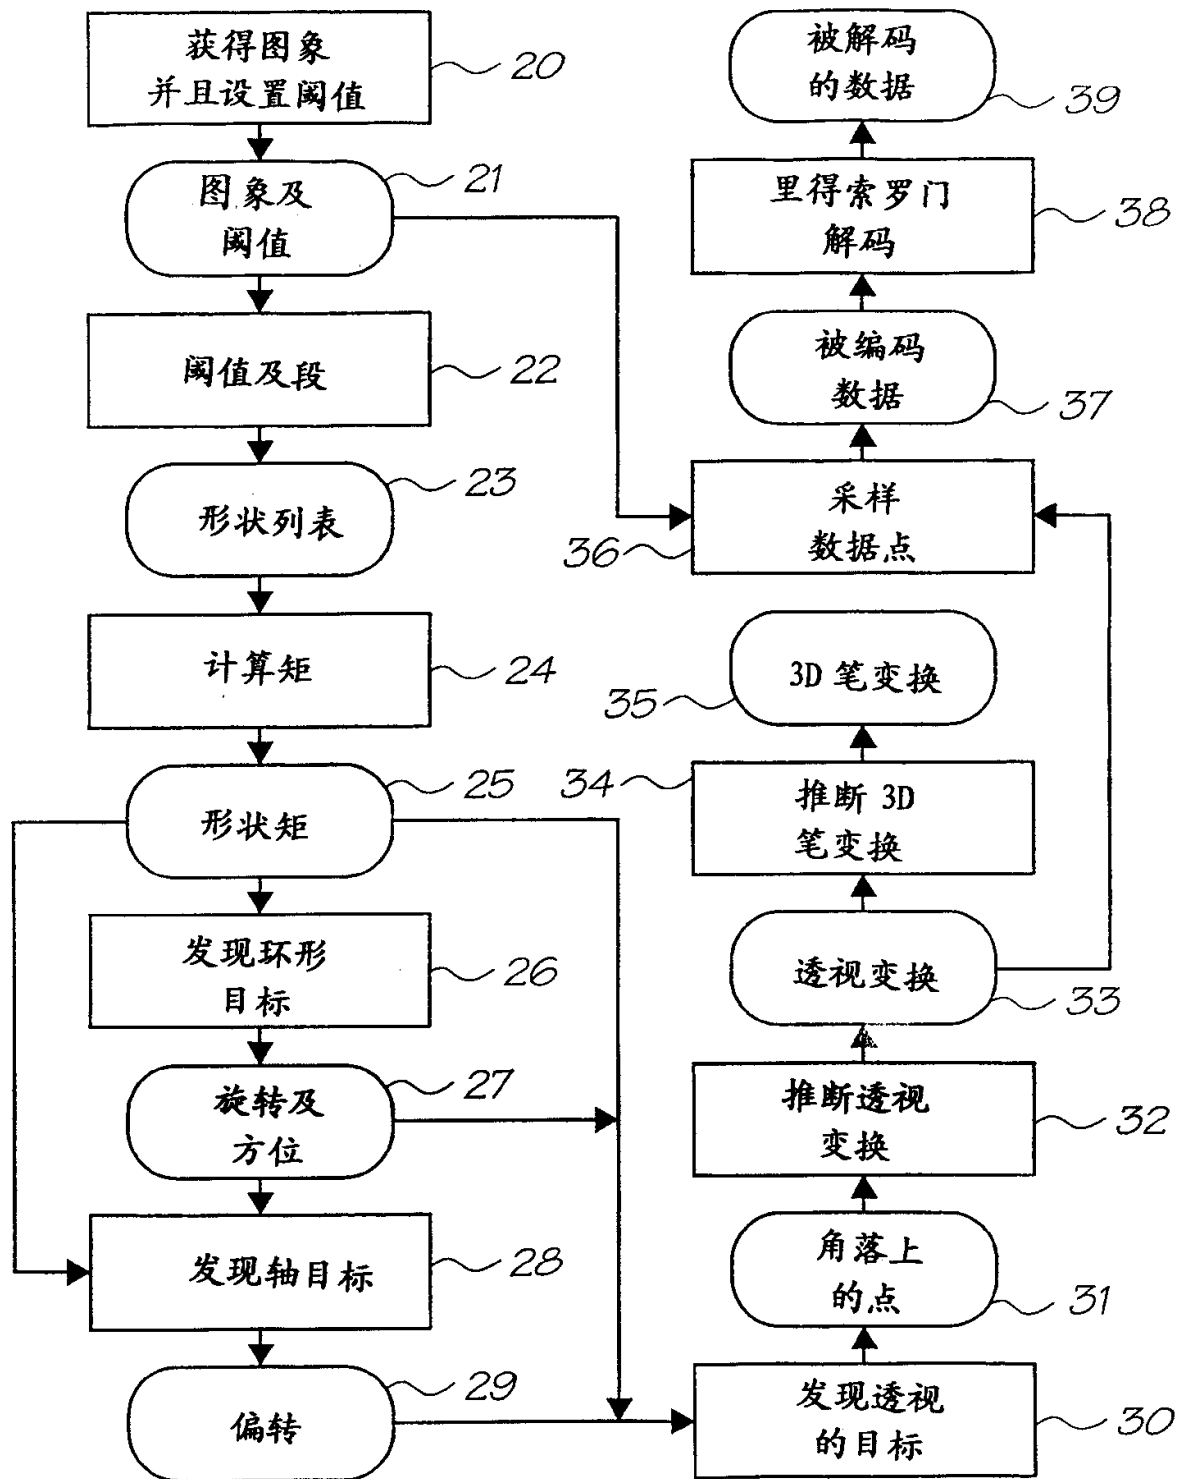 获得图象
并且设置阈值
20
图象及
阈值
21
阈值及段
22
形状列表
23
计算矩
24
形状矩
25
发现环形
目标
26
旋转及
方位
27
发现轴目标
28
偏转
29
发现透视
的目标
30
角落上
的点
31
推断透视
变换
32
透视变换
33
推断 3D
笔变换
34
3D 笔变换
35
采样
数据点
36
被编码
数据
37
里得索罗门
解码
38
被解码
的数据
39